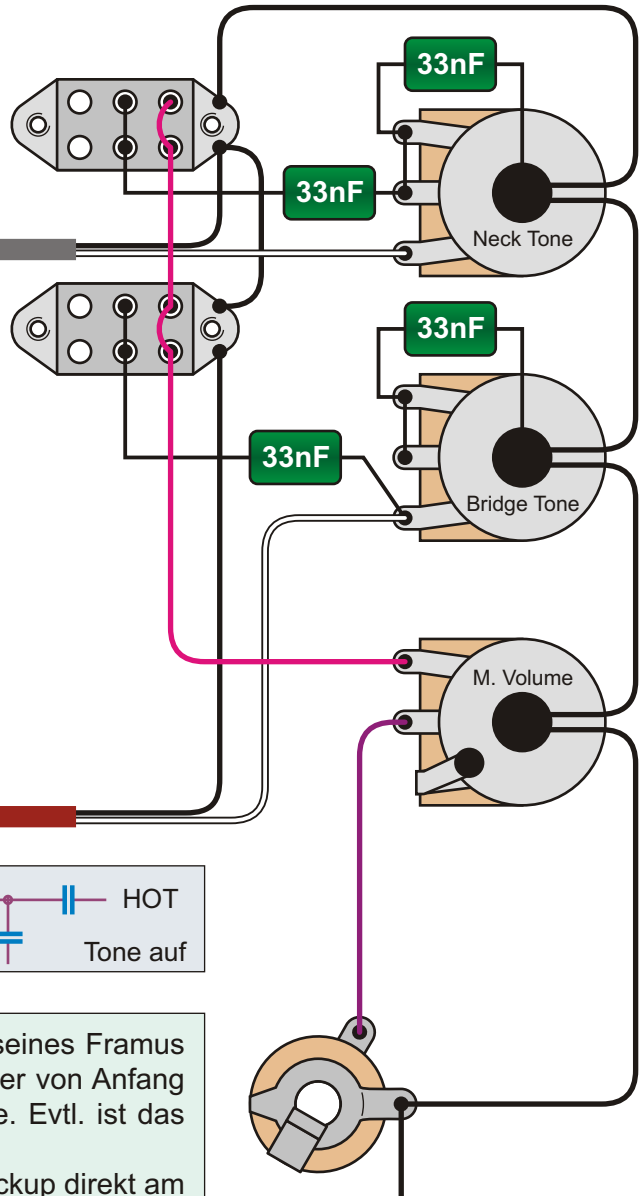 33nF
33nF
Neck Tone
33nF
33nF
Bridge Tone
M. Volume
HOT
Tone auf
seines Framus
er von Anfang
e. Evtl. ist das
ckup direkt am